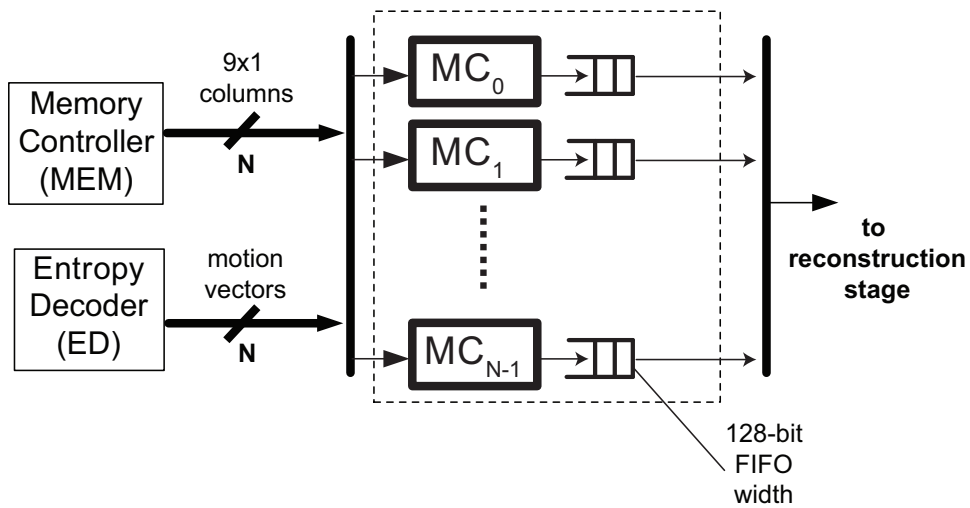 Memory
Controller
(MEM)
9x1
columns
N
Entropy
Decoder
(ED)
motion
vectors
N
MC0
MC1
MCN-1
128-bit
FIFO
width
to
reconstruction
stage